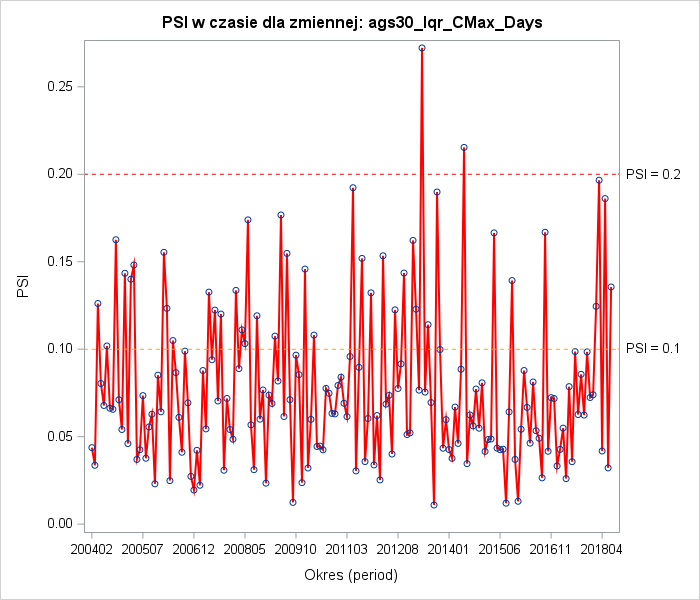 PSI w czasie dla zmiennej: ags30_Iqr_CMax_Days
0.25
0.20
0.15
0.10
0.05
0.00
PSI
PSI = 0.2
PSI = 0.1
200402 200507 200612 200805 200910 201103 201208 201401 201506 201611 201804
Okres (period)